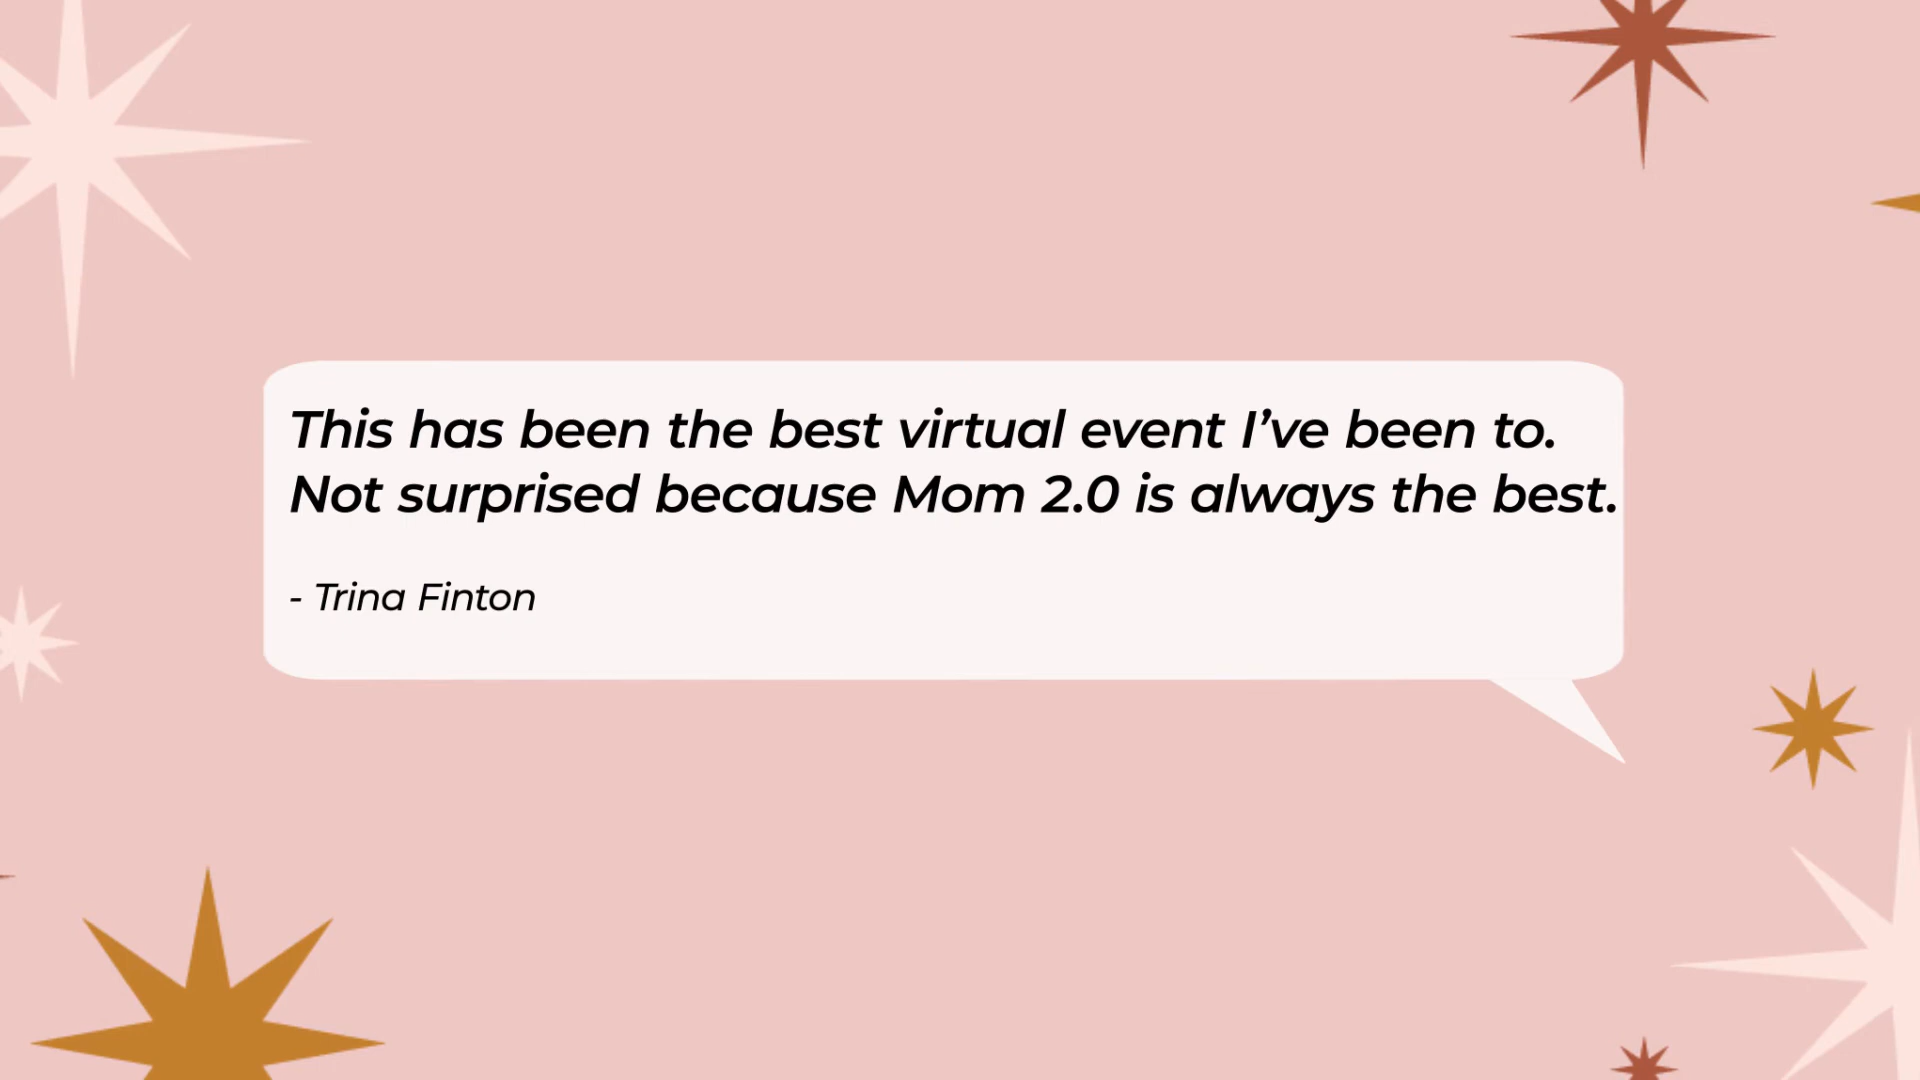 This has been the best virtual event I’ve been to.
Not surprised because Mom 2.0 is always the best.
- Trina Finton